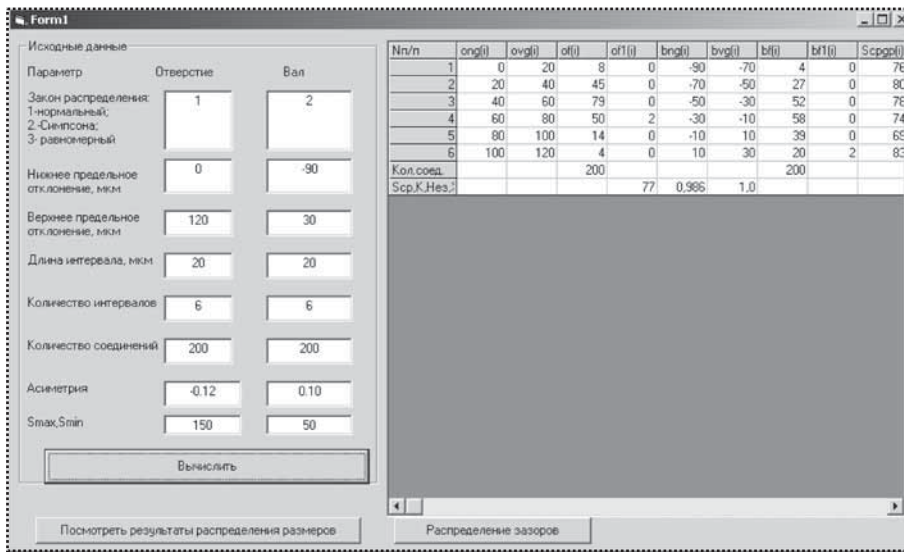 Form1
Исходные данные
Параметр Отверстие Вал
Закон распределения: 1 2
1-нормальный;
2.-Симпсона;
3- равномерный
Нижнее предельное 0 -90
отклонение, мкм
Верхнее предельное 120 30
отклонение, мкм
Длина интервала, мкм 20 20
Количество интервалов 6 6
Количество соединений 200 200
Асиметрия -0.12 0.10
Smax,Smin 150 50
Вычислить
Посмотреть результаты распределения размеров
Nп/п ong(i) ovg(i) of(i) of1(i) bng(i) bvg(i) bf(i) bf1(i) Scpgp(i)
1 0 20 8 0 -90 -70 4 0 76
2 20 40 45 0 -70 -50 27 0 80
3 40 60 79 0 -50 -30 52 0 78
4 60 80 50 2 -30 -10 58 0 74
5 80 100 14 0 -10 10 39 0 69
6 100 120 4 0 10 30 20 2 83
Кол.соед. 200 200
Sср,К,Нез, 77 0,986 1,0
Распределение зазоров